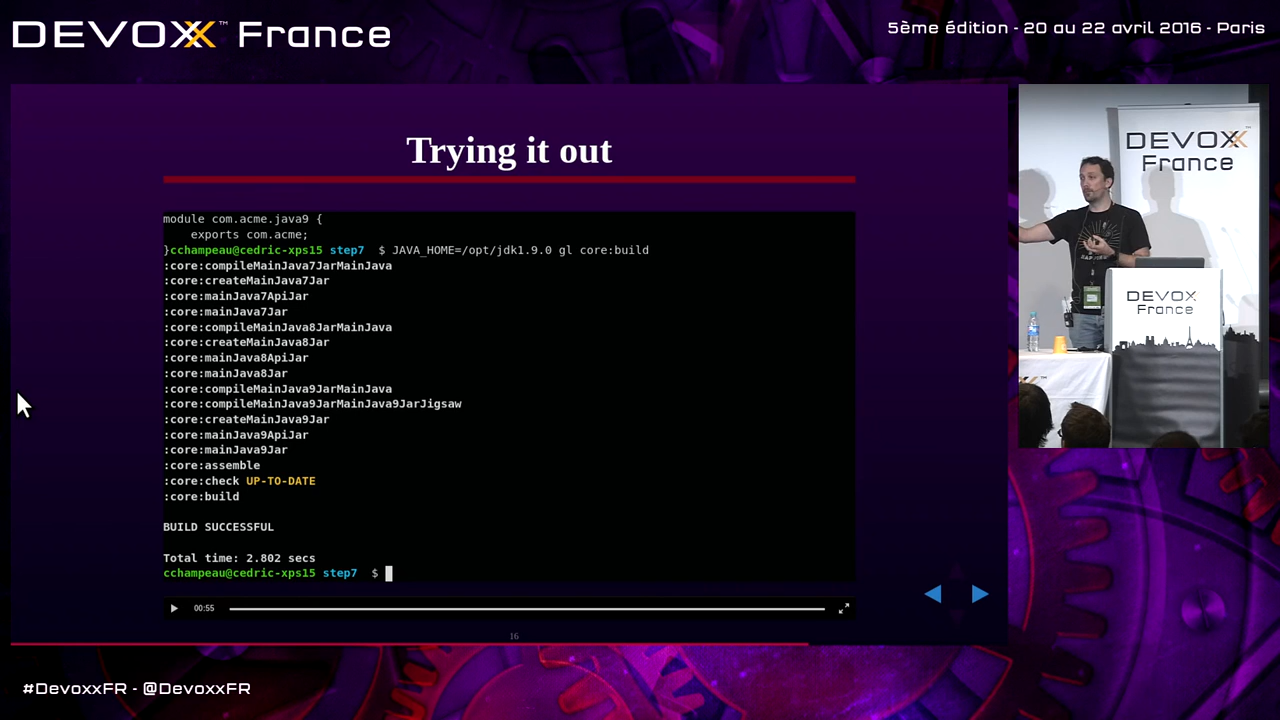 DEVOXX™ France
5ème édition - 20 au 22 avril 2016 - Paris
Trying it out
module com.acme.java9 {
    exports com.acme;
}cchampeau@cedric-xps15 step7  $ JAVA_HOME=/opt/jdk1.9.0 gl core:build
:core:compileMainJava7JarMainJava
:core:createMainJava7Jar
:core:mainJava7ApiJar
:core:mainJava7Jar
:core:compileMainJava8JarMainJava
:core:createMainJava8Jar
:core:mainJava8ApiJar
:core:mainJava8Jar
:core:compileMainJava9JarMainJava
:core:compileMainJava9JarMainJava9JarJigsaw
:core:createMainJava9Jar
:core:mainJava9ApiJar
:core:mainJava9Jar
:core:assemble
:core:check UP-TO-DATE
:core:build
BUILD SUCCESSFUL
Total time: 2.802 secs
cchampeau@cedric-xps15 step7  $
00:55
16
DEVOXX™
France
DEVOXX
France
#DevoxxFR - @DevoxxFR